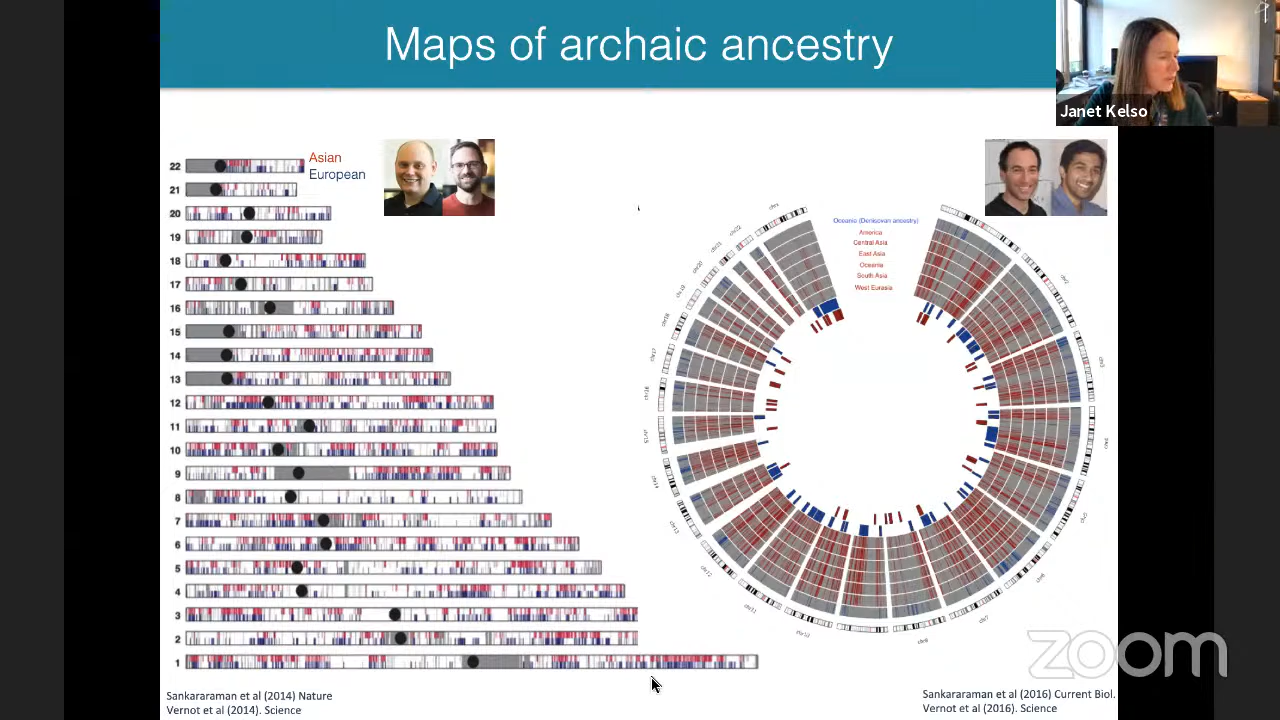 Maps of archaic ancestry
Janet Kelso
Asian
European
22
21
20
19
18
17
16
15
14
13
12
11
10
9
8
7
6
5
4
3
2
1
Oceania (Denisovan ancestry)
America
Central Asia
East Asia
Oceania
South Asia
West Eurasia
Sankararaman et al (2014) Nature
Vernot et al (2014). Science
Sankararaman et al (2016) Current Biol.
Vernot et al (2016). Science
zoom